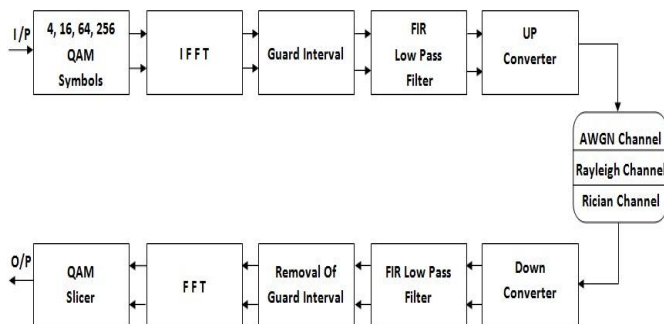 I/P
4, 16, 64, 256
QAM
Symbols
I F F T
Guard Interval
FIR
Low Pass
Filter
UP
Converter
AWGN Channel
Rayleigh Channel
Rician Channel
O/P
QAM
Slicer
F F T
Removal Of
Guard Interval
FIR Low Pass
Filter
Down
Converter